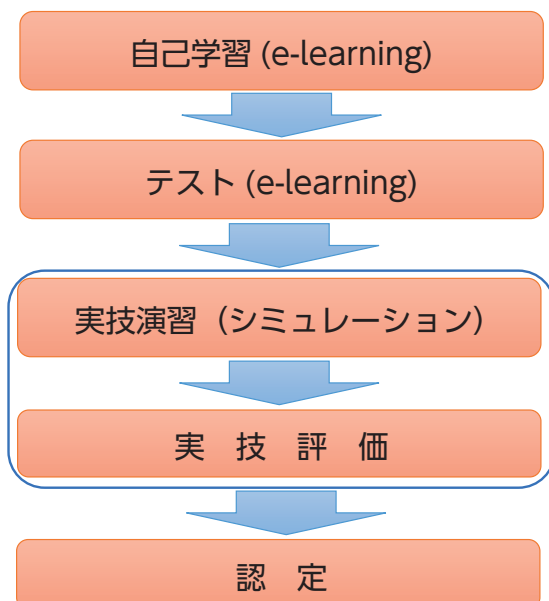 自己学習 (e-learning)
テスト (e-learning)
実技演習（シミュレーション）
実　技　評　価
認　定